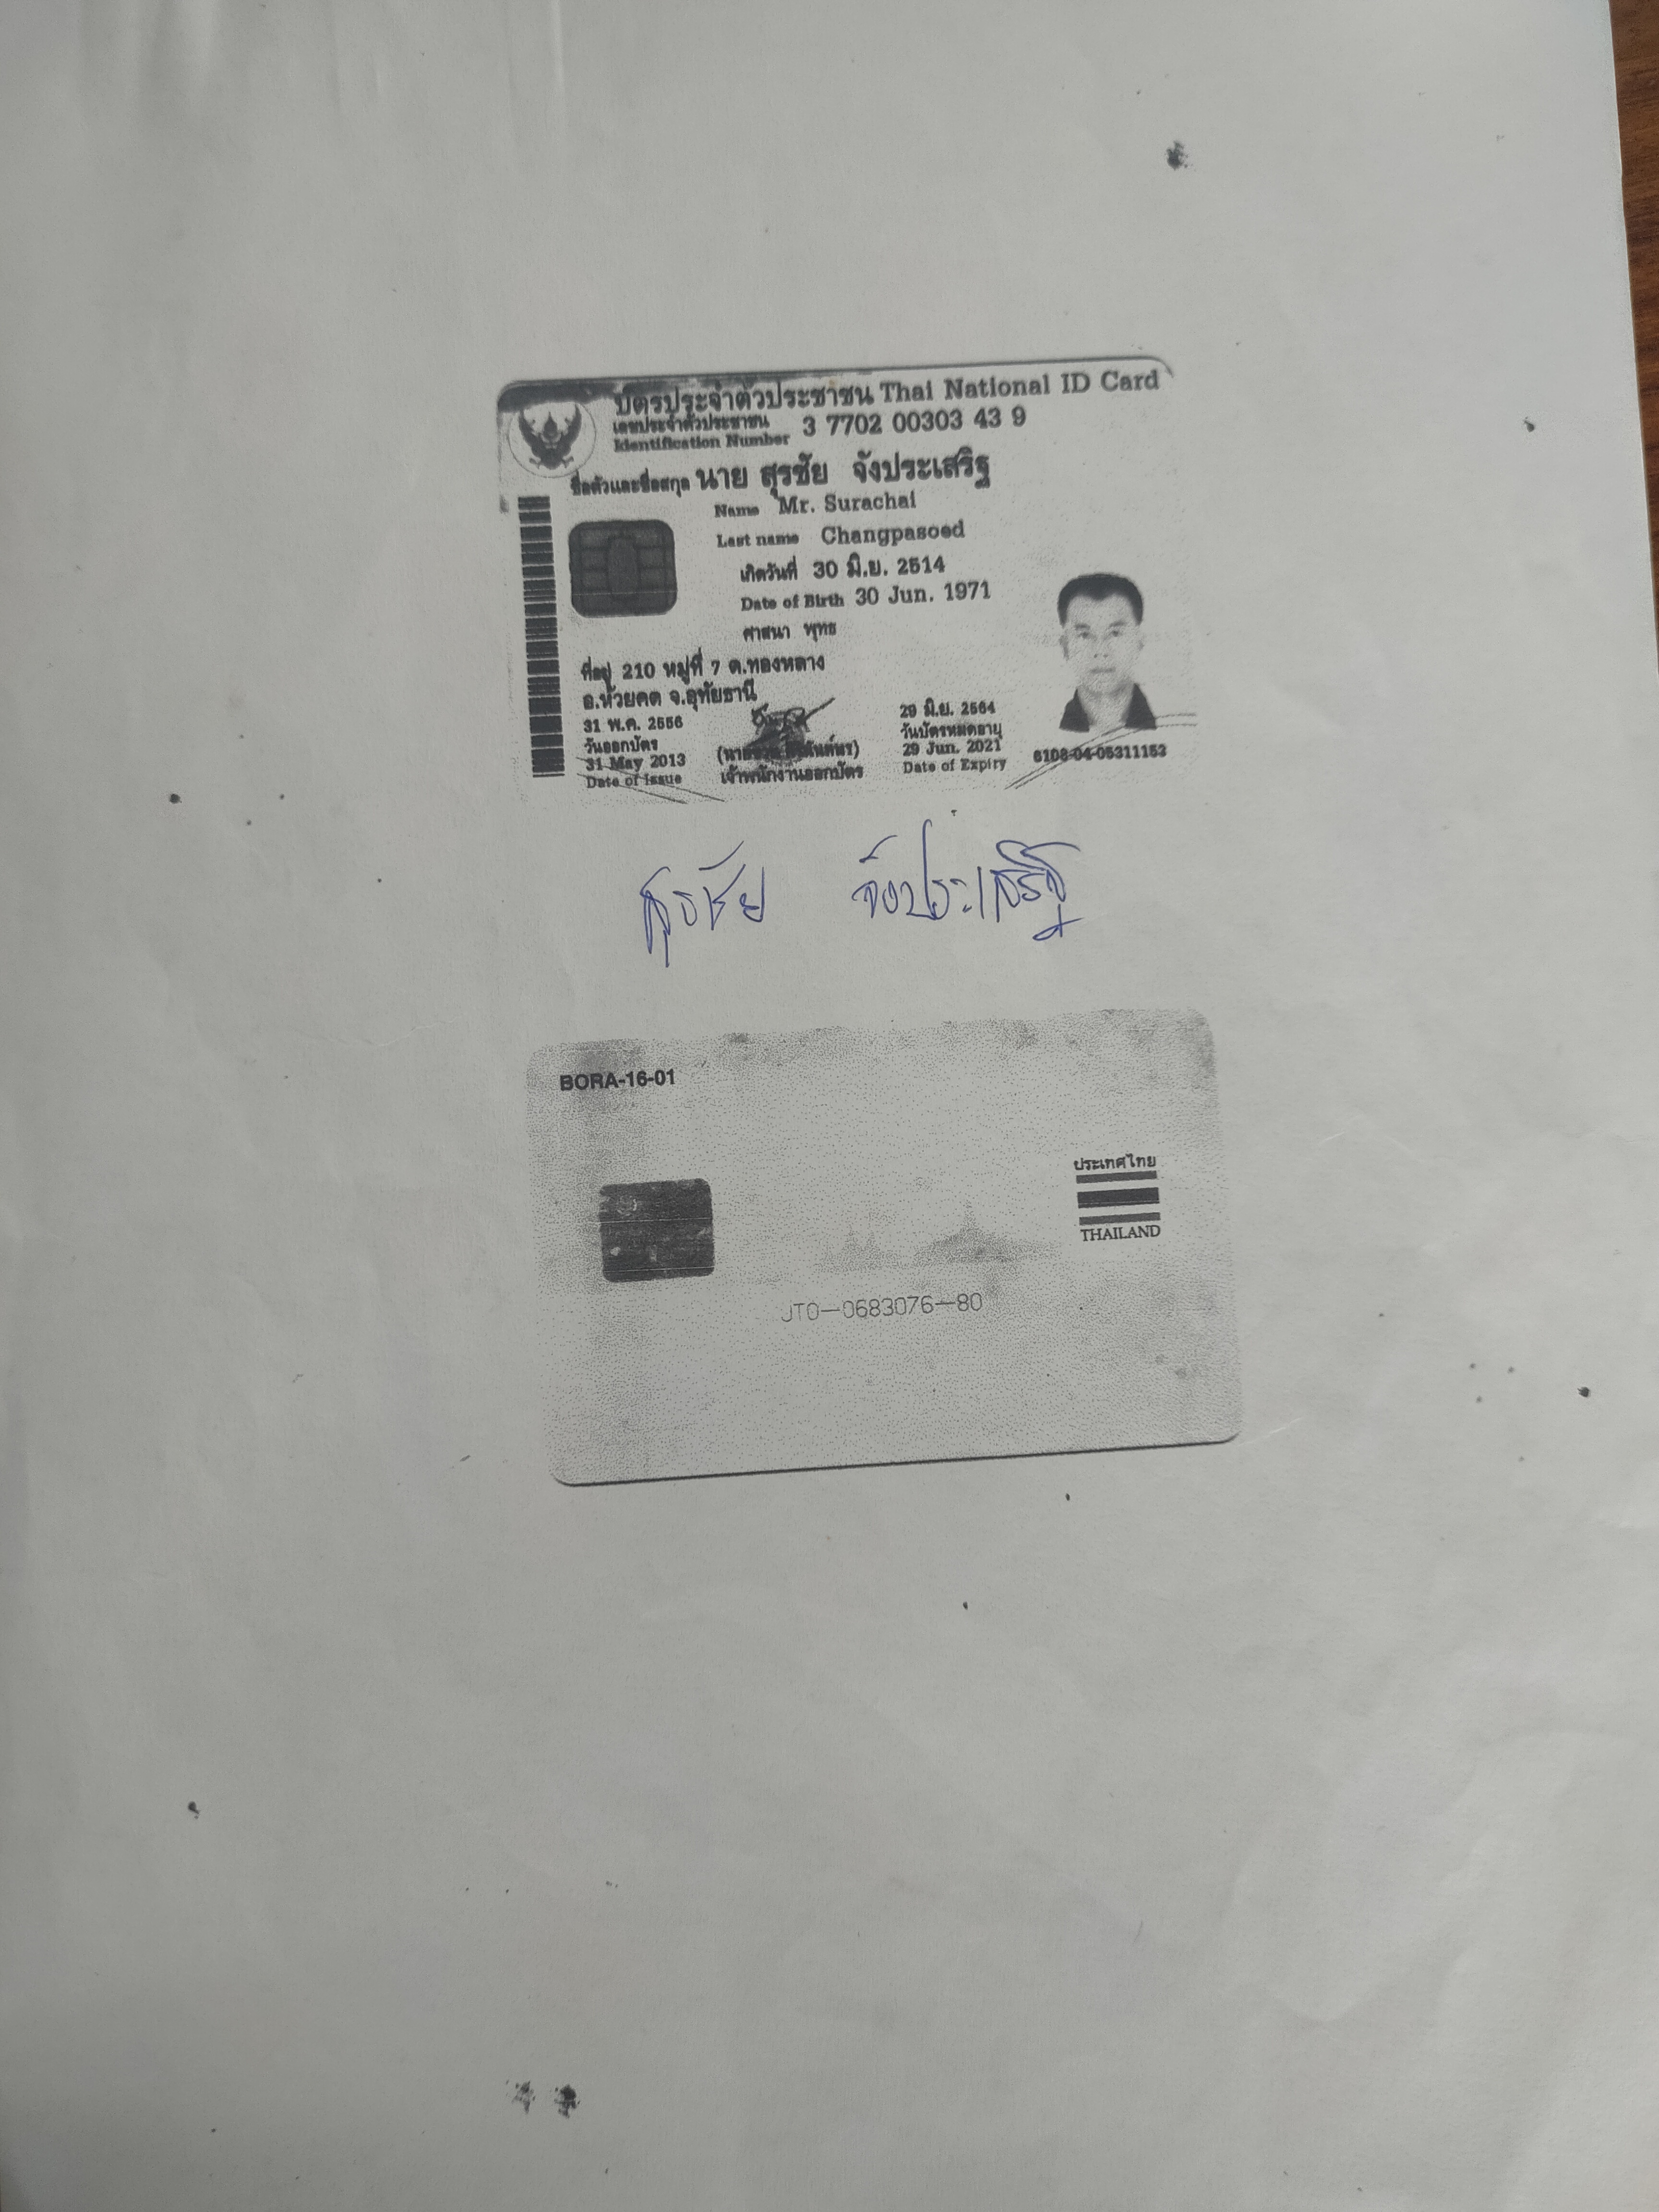 บัตรประจำตัวประชาชน Thai National ID Card
เลขประจำตัวประชาชน
Identification Number 3 7702 00303 43 9
ชื่อตัวและชื่อสกุล นาย สุรชัย จังประเสริฐ
Name Mr. Surachai
Last name Changpasoed
เกิดวันที่ 30 มิ.ย. 2514
Date of Birth 30 Jun. 1971
ศาสนา พุทธ
ที่อยู่ 210 หมู่ที่ 7 ต.ทองหลาง
อ.ห้วยคต จ.อุทัยธานี
31 พ.ค. 2556
วันออกบัตร
31 May 2013
Date of Issue
เจ้าพนักงานออกบัตร
29 มิ.ย. 2564
วันบัตรหมดอายุ
29 Jun. 2021
Date of Expiry
6108-04-05311153
สุรชัย จังประเสริฐ
BORA-16-01
ประเทศไทย
THAILAND
JT0-0683076-80